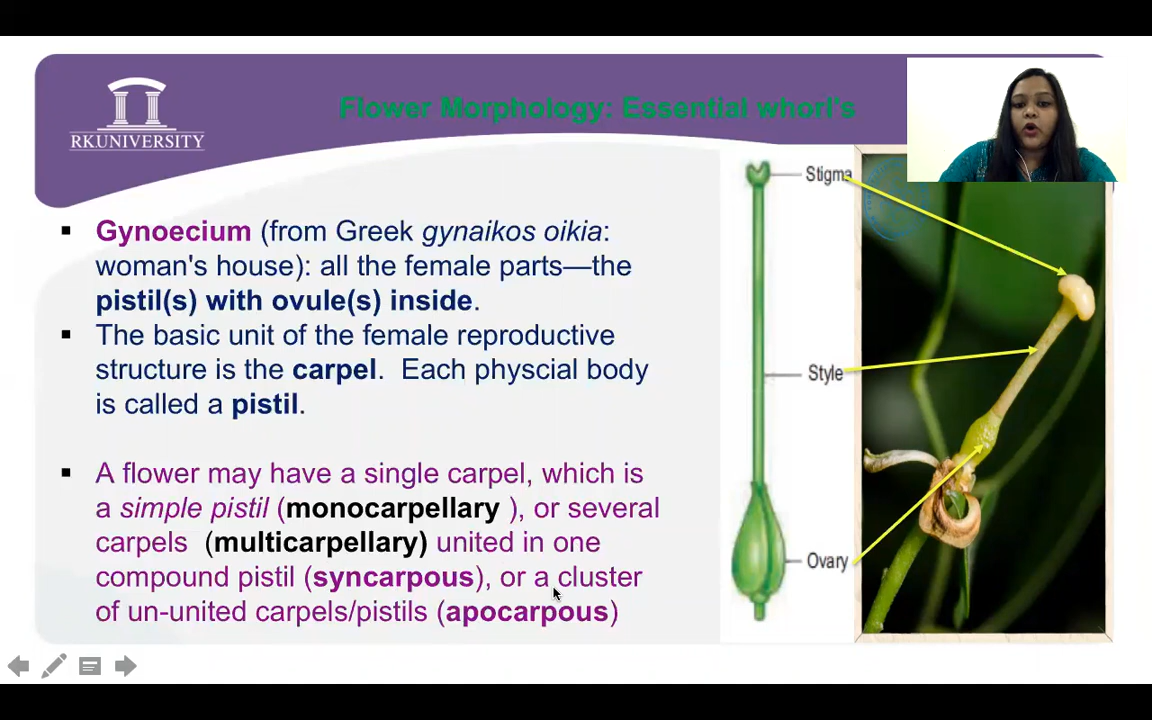 Flower Morphology: Essential whorl's
RKUNIVERSITY
Gynoecium (from Greek gynaikos oikia:
woman's house): all the female parts—the
pistil(s) with ovule(s) inside.
The basic unit of the female reproductive
structure is the carpel. Each physcial body
is called a pistil.
A flower may have a single carpel, which is
a simple pistil (monocarpellary ), or several
carpels (multicarpellary) united in one
compound pistil (syncarpous), or a cluster
of un-united carpels/pistils (apocarpous)
Stigma
Style
Ovary